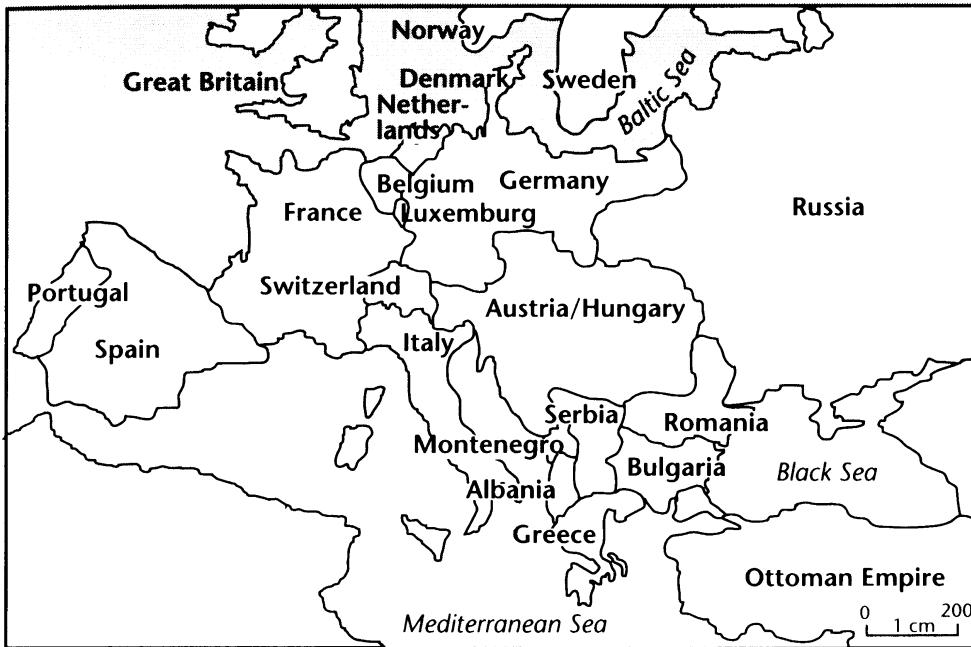 Norway
Great Britain
Denmark
Sweden
Baltic Sea
Nether-
lands
Belgium
Germany
France
Luxemburg
Russia
Portugal
Switzerland
Austria/Hungary
Spain
Italy
Serbia
Romania
Montenegro
Bulgaria
Black Sea
Albania
Greece
Ottoman Empire
0 200
1 cm
Mediterranean Sea